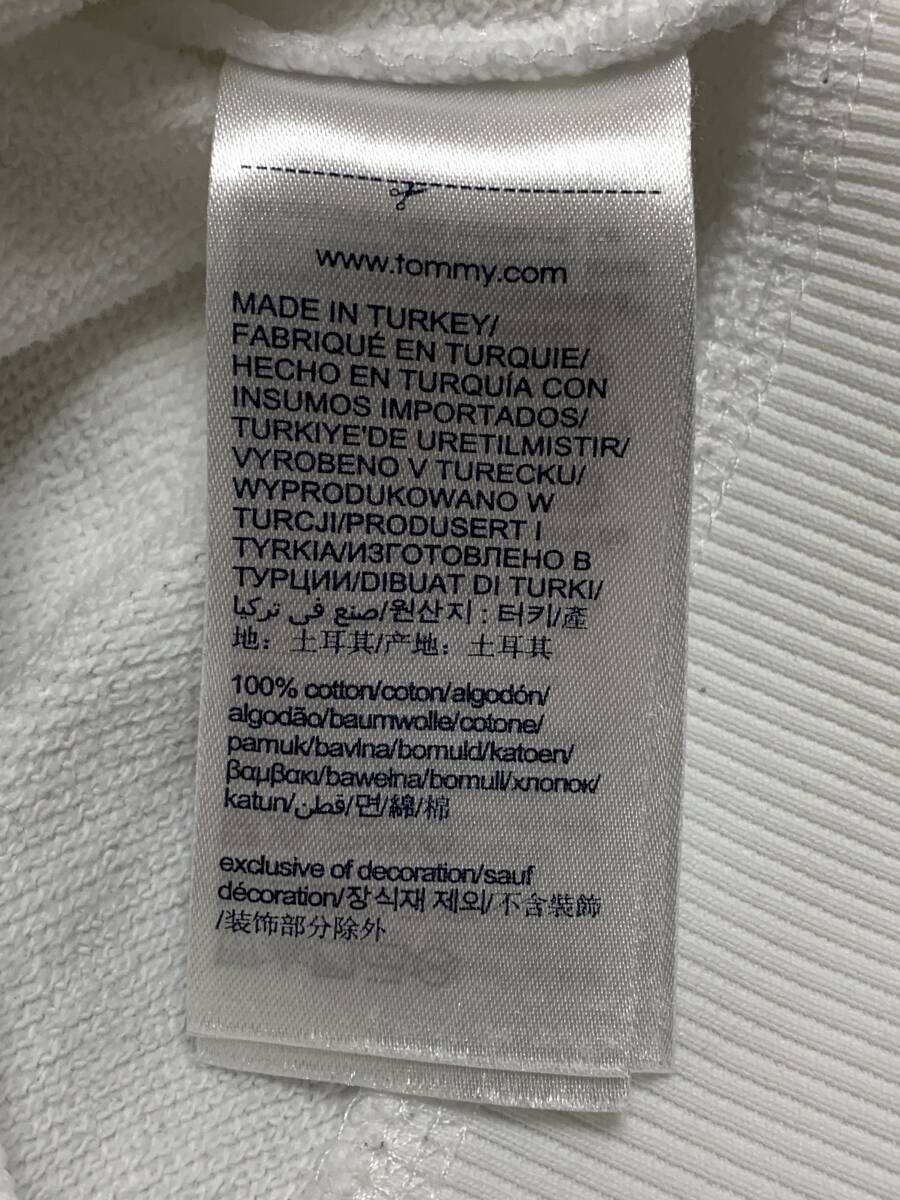 www.tommy.com
MADE IN TURKEY/
FABRIQUÉ EN TURQUIE/
HECHO EN TURQUÍA CON
INSUMOS IMPORTADOS/
TURKIYE'DE URETILMISTIR/
VYROBENO V TURECKU/
WYPRODUKOWANO W
TURCJI/PRODUSERT I
TYRKIA/ИЗГОТОВЛЕНО В
ТУРЦИИ/DIBUAT DI TURKI/
صنع في تركيا/원산지 : 터키/產
地：土耳其/产地：土耳其
100% cotton/coton/algodón/
algodão/baumwolle/cotone/
pamuk/bavlna/bomuld/katoen/
βαμβακι/bawełna/bomull/хлопок/
katun/قطن/면/綿/棉
exclusive of decoration/sauf
décoration/장식재 제외/不含裝飾
/装饰部分除外